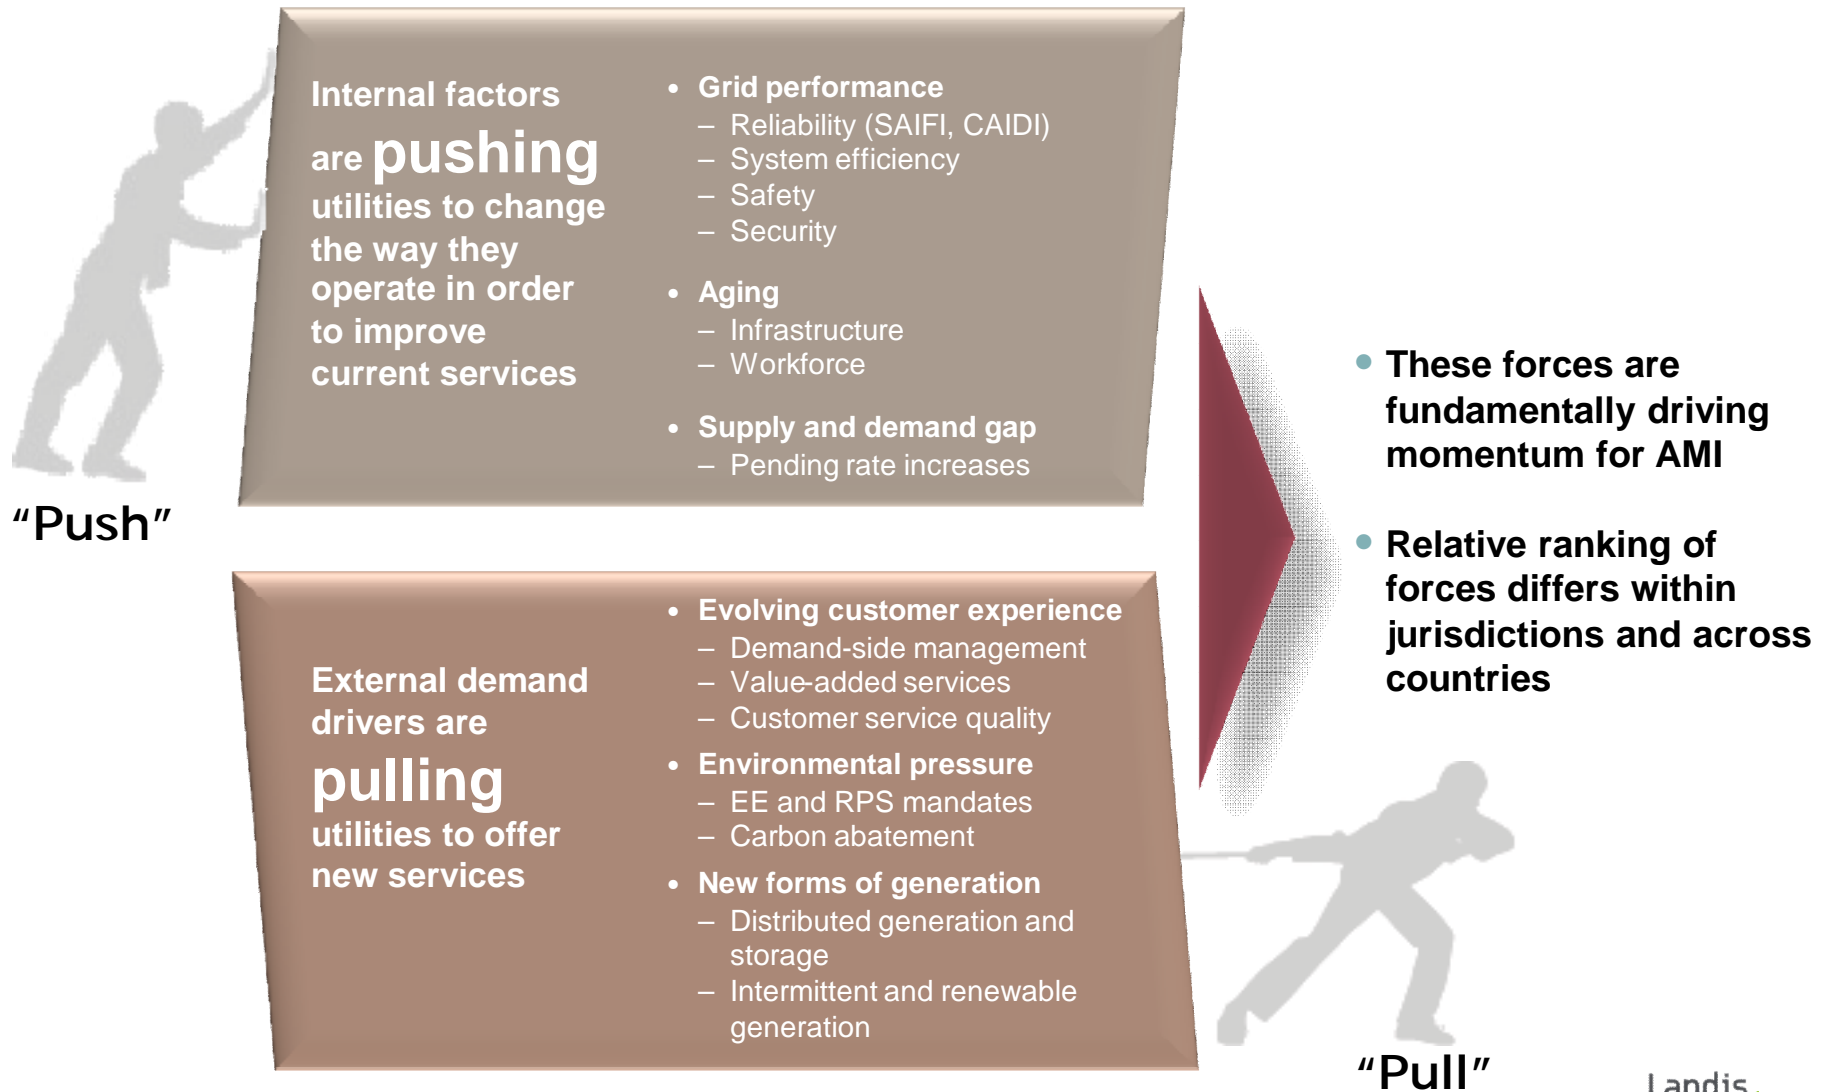 Internal factors
are pushing
utilities to change
the way they
operate in order
to improve
current services
• Grid performance
– Reliability (SAIFI, CAIDI)
– System efficiency
– Safety
– Security
• Aging
– Infrastructure
– Workforce
• Supply and demand gap
– Pending rate increases
“Push”
External demand
drivers are
pulling
utilities to offer
new services
• Evolving customer experience
– Demand-side management
– Value-added services
– Customer service quality
• Environmental pressure
– EE and RPS mandates
– Carbon abatement
• New forms of generation
– Distributed generation and
storage
– Intermittent and renewable
generation
• These forces are
fundamentally driving
momentum for AMI
• Relative ranking of
forces differs within
jurisdictions and across
countries
“Pull”
Landis